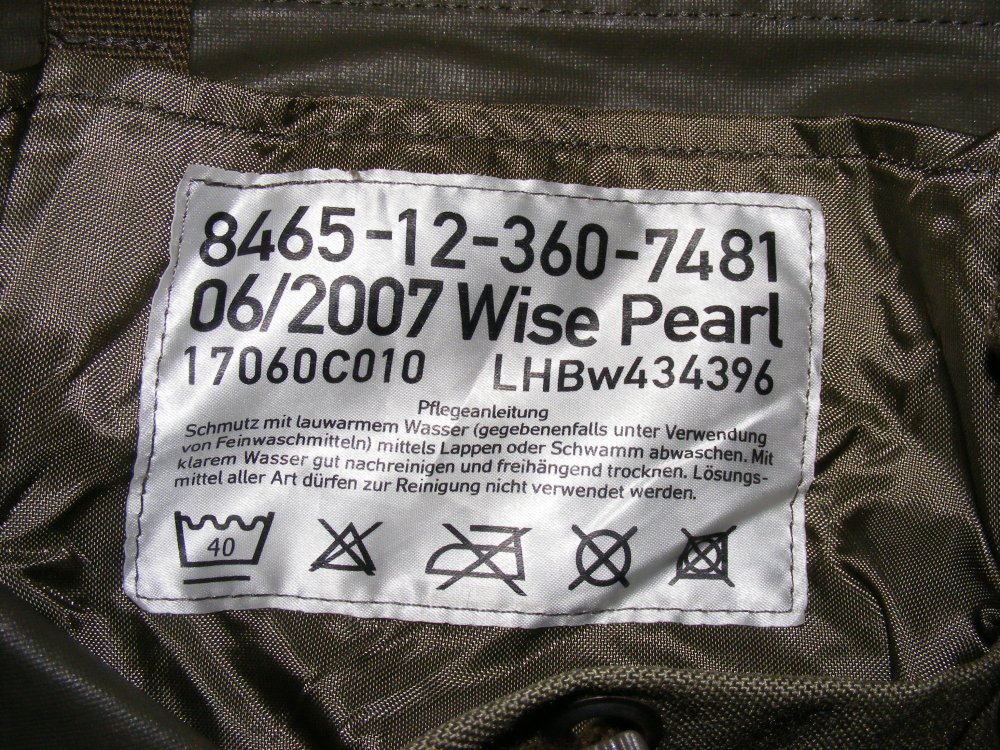 8465-12-360-7481
06/2007 Wise Pearl
17060C010 LHBw434396
Pflegeanleitung
Schmutz mit lauwarmem Wasser (gegebenenfalls unter Verwendung
von Feinwaschmitteln) mittels Lappen oder Schwamm abwaschen. Mit
klarem Wasser gut nachreinigen und freihängend trocknen. Lösungs-
mittel aller Art dürfen zur Reinigung nicht verwendet werden.
40